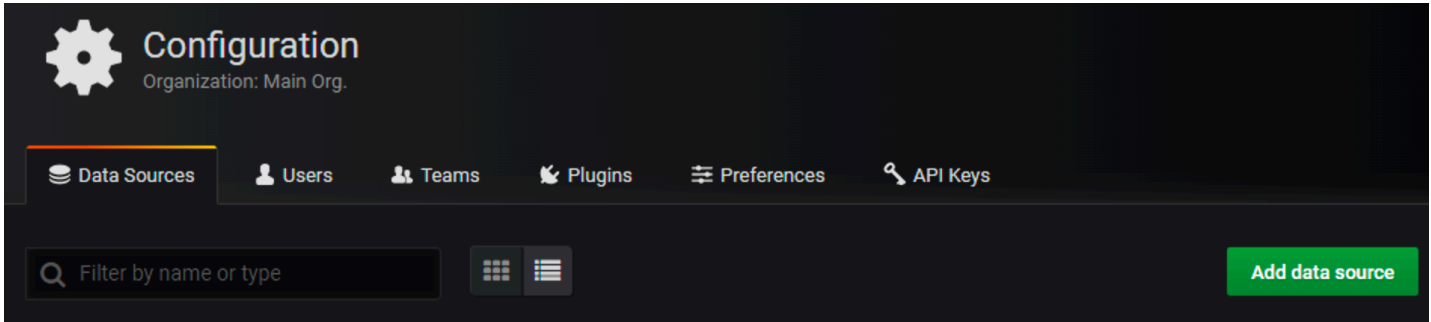 Configuration
Organization: Main Org.
Data Sources Users Teams Plugins Preferences API Keys
Filter by name or type Add data source